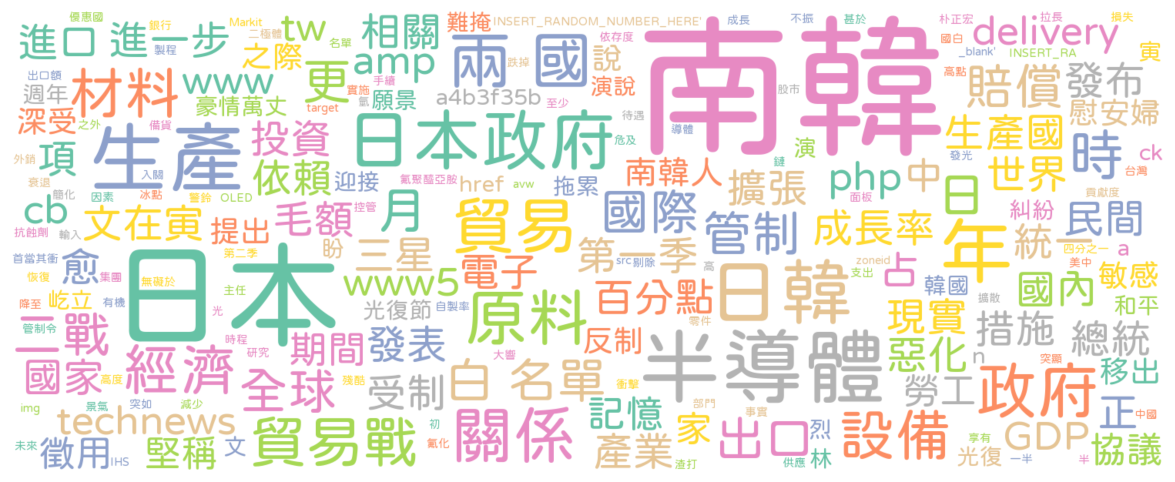 優惠國 銀行 Markit 二極體 名單 tw 相關 難掩 INSERT_RANDOM_NUMBER_HERE' 成長 不振 甚於 朴正宏 拉長 損失
進口 進一步 製程 之際 amp 兩國 說 依存度 跌掉 南韓 國白 _blank' delivery INSERT_RA 寅
出口額 材料 www 更 手續 實施 氬 願景 a4b3f35b 演說 至少 股市 高點 賠償 發布
週年 豪情萬丈 target 日本政府 待遇 導體 慰安婦
深受 備貨 之外 生產 投資 危及 演 鏈 發光 生產國 時 ck
項 外銷 入關 依賴 迎接 氟聚醯亞胺 href avw 拖累 南韓人 擴張 php 中 面板 世界 台灣
衰退 簡化 因素 冰點 靈鈴 OLED 控管 日 貢獻度
cb 抗蝕劑 輸入 文在寅 提出 毛額 月 貿易 國際 管制 成長率 年 糾紛 民間
首當其衝 愈 第二季 盼 三星 電子 第一季 src 剔除 高 zoneid 支出 占 統一 四分之一 a
恢復 集團 無礙於 日本 www5 原料 百分點 日韓 韓國 國內 美中 敏感
降至 有機 屹立 主任 光復節 自製率 零件 現實 擴散 和平
管制令 二戰 時程 光 期間 發表 反制 半導體 惡化 措施 總統
國家 經濟 研究 全球 殘酷 受制 大響 白 名單 衝擊 n 勞工 突顯 移出
img 高度 景氣 突如 減少 technews 關係 記憶 部門 家 出口 事實 設備 政府 正 中國
未來 徵用 IHS 堅稱 文 貿易戰 初 氟化 產業 渣打 供應 烈 林 享有 光復 GDP 一半 半 協議